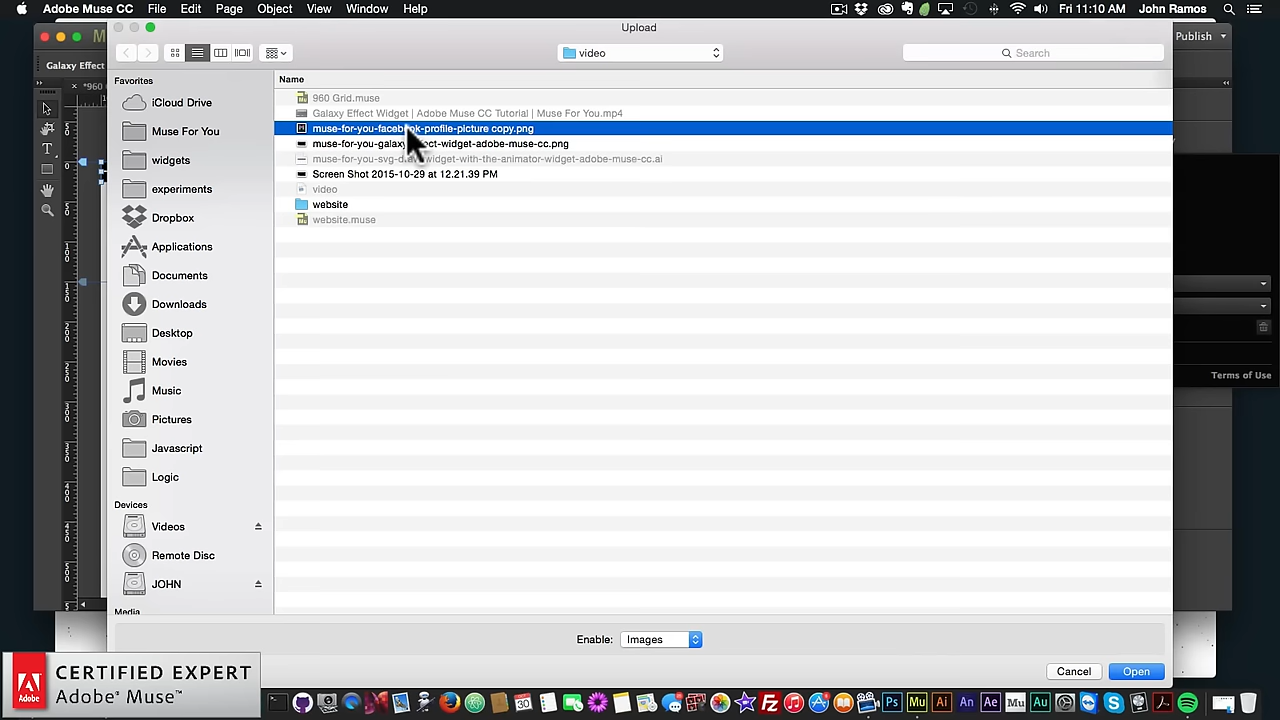 Adobe Muse CC File Edit Page Object View Window Help Fri 11:10 AM John Ramos
Upload
Publish
video
Search
Galaxy Effect
Favorites
Name
*960
iCloud Drive
960 Grid.muse
Galaxy Effect Widget | Adobe Muse CC Tutorial | Muse For You.mp4
Muse For You
muse-for-you-facebook-profile-picture copy.png
muse-for-you-galaxy ect-widget-adobe-muse-cc.png
widgets
muse-for-you-svg-d widget-with-the-animator-widget-adobe-muse-cc.ai
Screen Shot 2015-10-29 at 12.21.39 PM
experiments
video
website
Dropbox
website.muse
Applications
Documents
Downloads
Desktop
Movies
Terms of Use
Music
Pictures
Javascript
Logic
Devices
Videos
Remote Disc
JOHN
Media
Enable: Images
Cancel Open
CERTIFIED EXPERT
Adobe® Muse™
Adobe